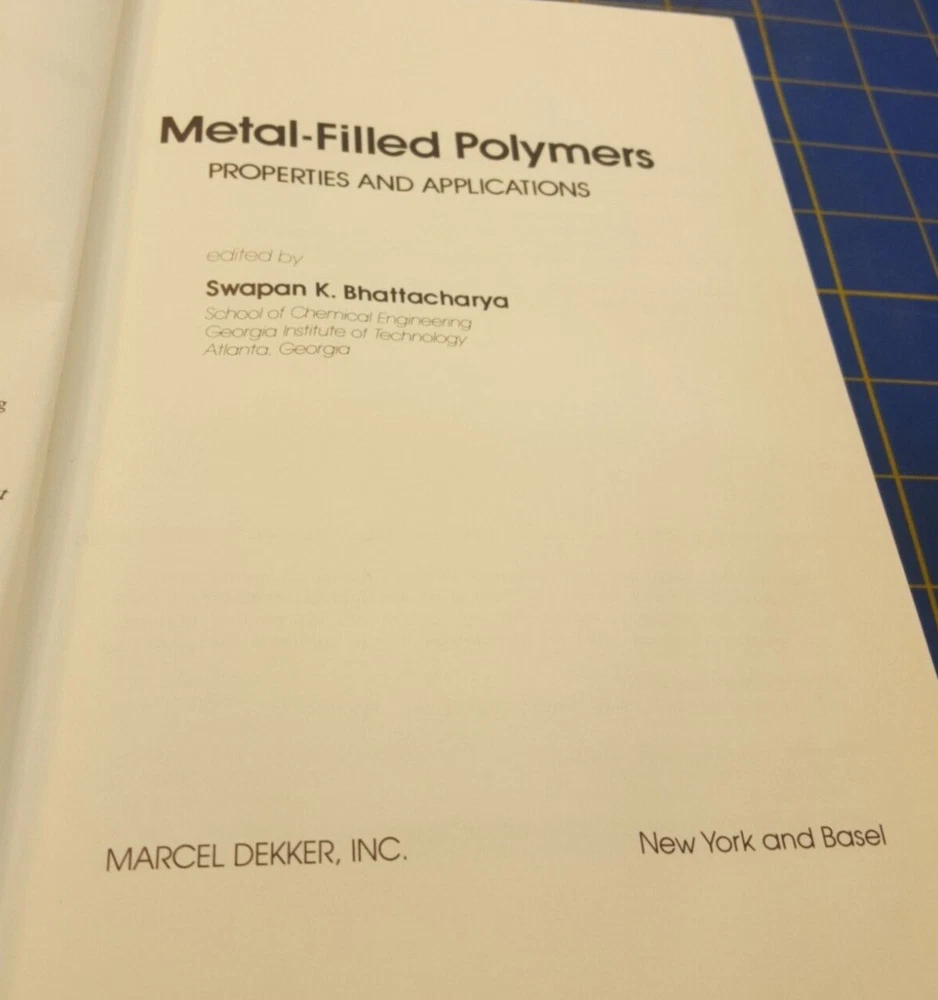 Metal-Filled Polymers
PROPERTIES AND APPLICATIONS
edited by
Swapan K. Bhattacharya
School of Chemical Engineering
Georgia Institute of Technology
Atlanta, Georgia
MARCEL DEKKER, INC.
New York and Basel